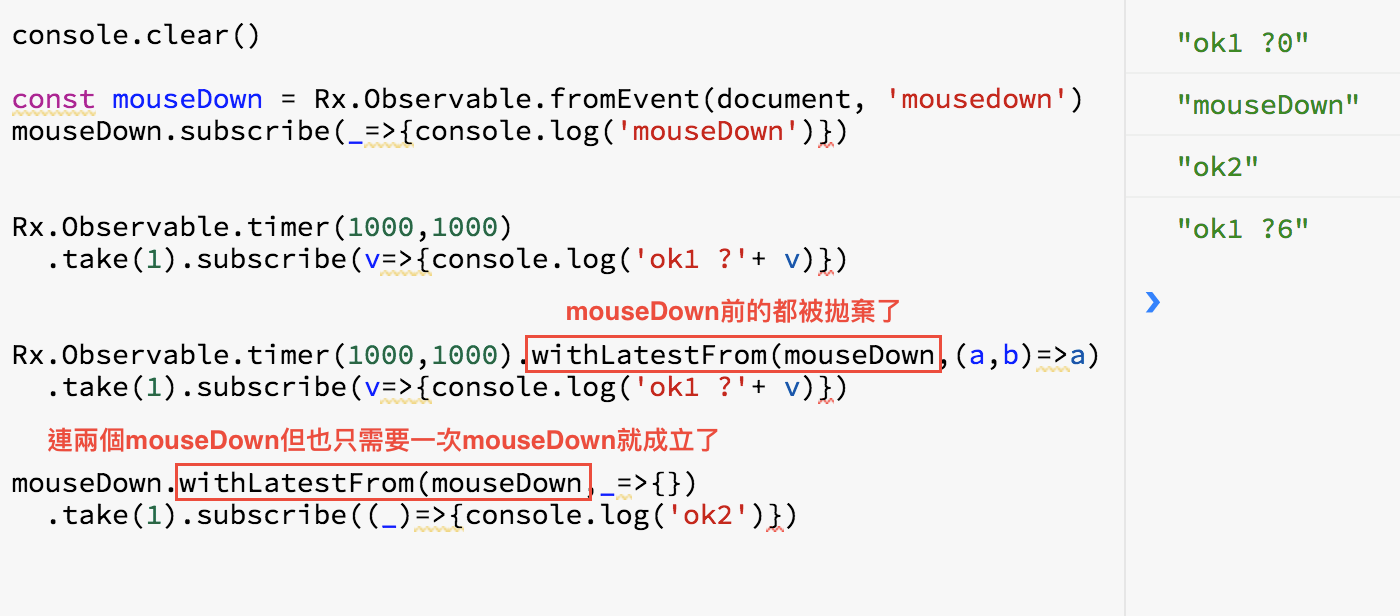 console.clear()
const mouseDown = Rx.Observable.fromEvent(document, 'mousedown')
mouseDown.subscribe(_=>{console.log('mouseDown')})
Rx.Observable.timer(1000,1000)
.take(1).subscribe(v=>{console.log('ok1 ?'+ v)})
mouseDown前的都被拋棄了
Rx.Observable.timer(1000,1000).withLatestFrom(mouseDown,(a,b)=>a)
.take(1).subscribe(v=>{console.log('ok1 ?'+ v)})
連兩個mouseDown但也只需要一次mouseDown就成立了
mouseDown.withLatestFrom(mouseDown,_=>{})
.take(1).subscribe((_)=>{console.log('ok2')})
"ok1 ?0"
"mouseDown"
"ok2"
"ok1 ?6"